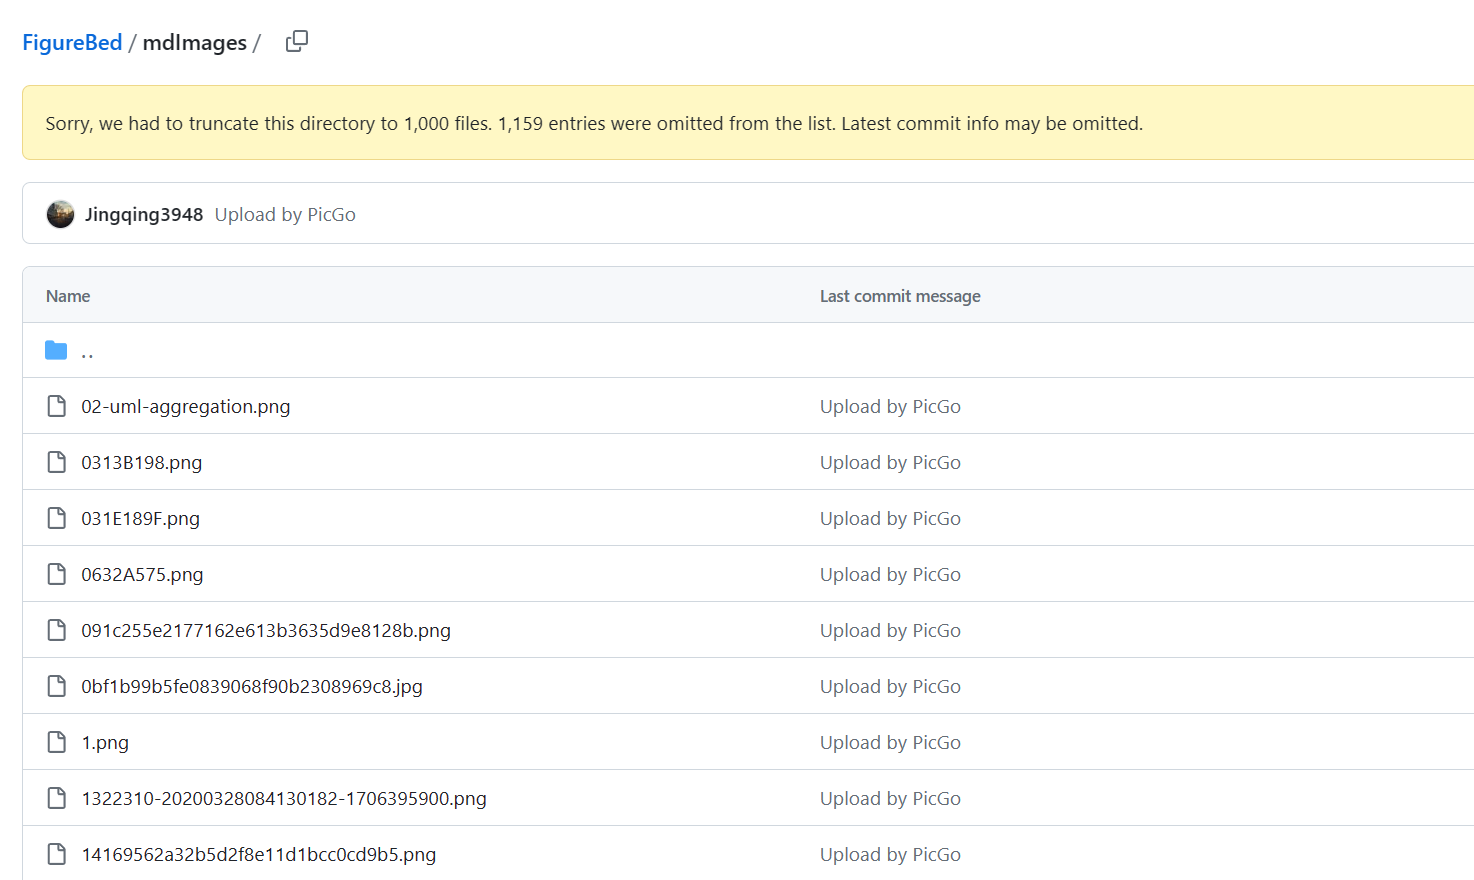 FigureBed / mdImages /
Sorry, we had to truncate this directory to 1,000 files. 1,159 entries were omitted from the list. Latest commit info may be omitted.
Jingqing3948 Upload by PicGo
Name Last commit message
..
02-uml-aggregation.png Upload by PicGo
0313B198.png Upload by PicGo
031E189F.png Upload by PicGo
0632A575.png Upload by PicGo
091c255e2177162e613b3635d9e8128b.png Upload by PicGo
0bf1b99b5fe0839068f90b2308969c8.jpg Upload by PicGo
1.png Upload by PicGo
1322310-20200328084130182-1706395900.png Upload by PicGo
14169562a32b5d2f8e11d1bcc0cd9b5.png Upload by PicGo